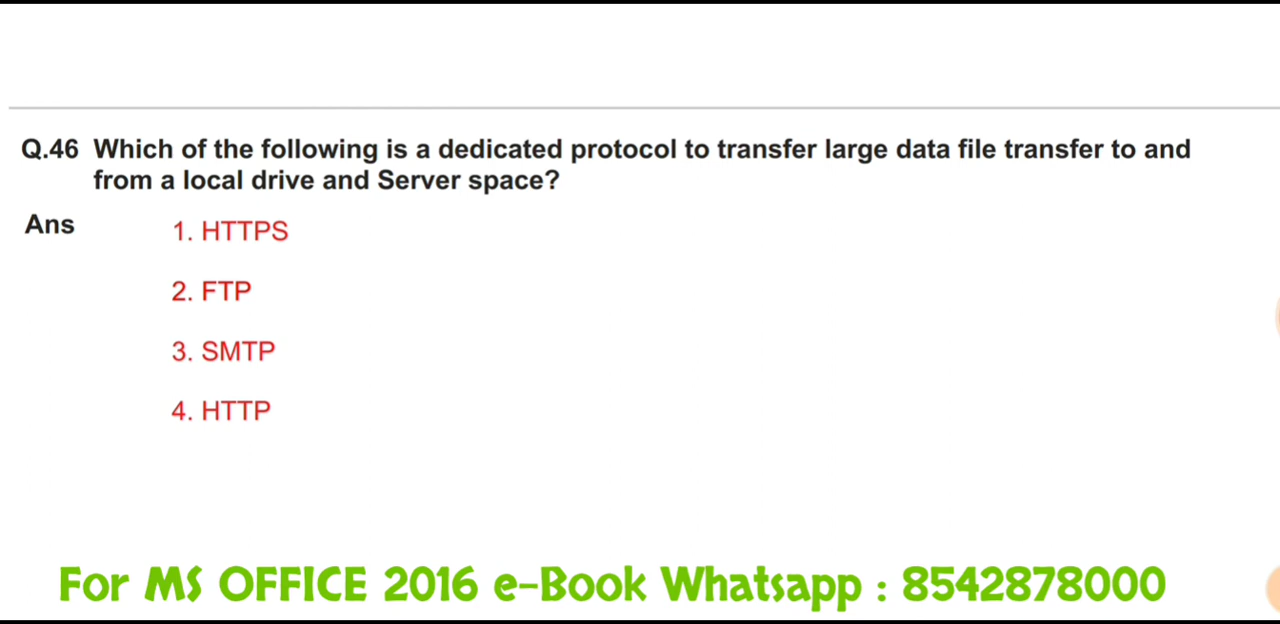 Q.46 Which of the following is a dedicated protocol to transfer large data file transfer to and
from a local drive and Server space?
Ans
1. HTTPS
2. FTP
3. SMTP
4. HTTP
For MS OFFICE 2016 e-Book Whatsapp : 8542878000